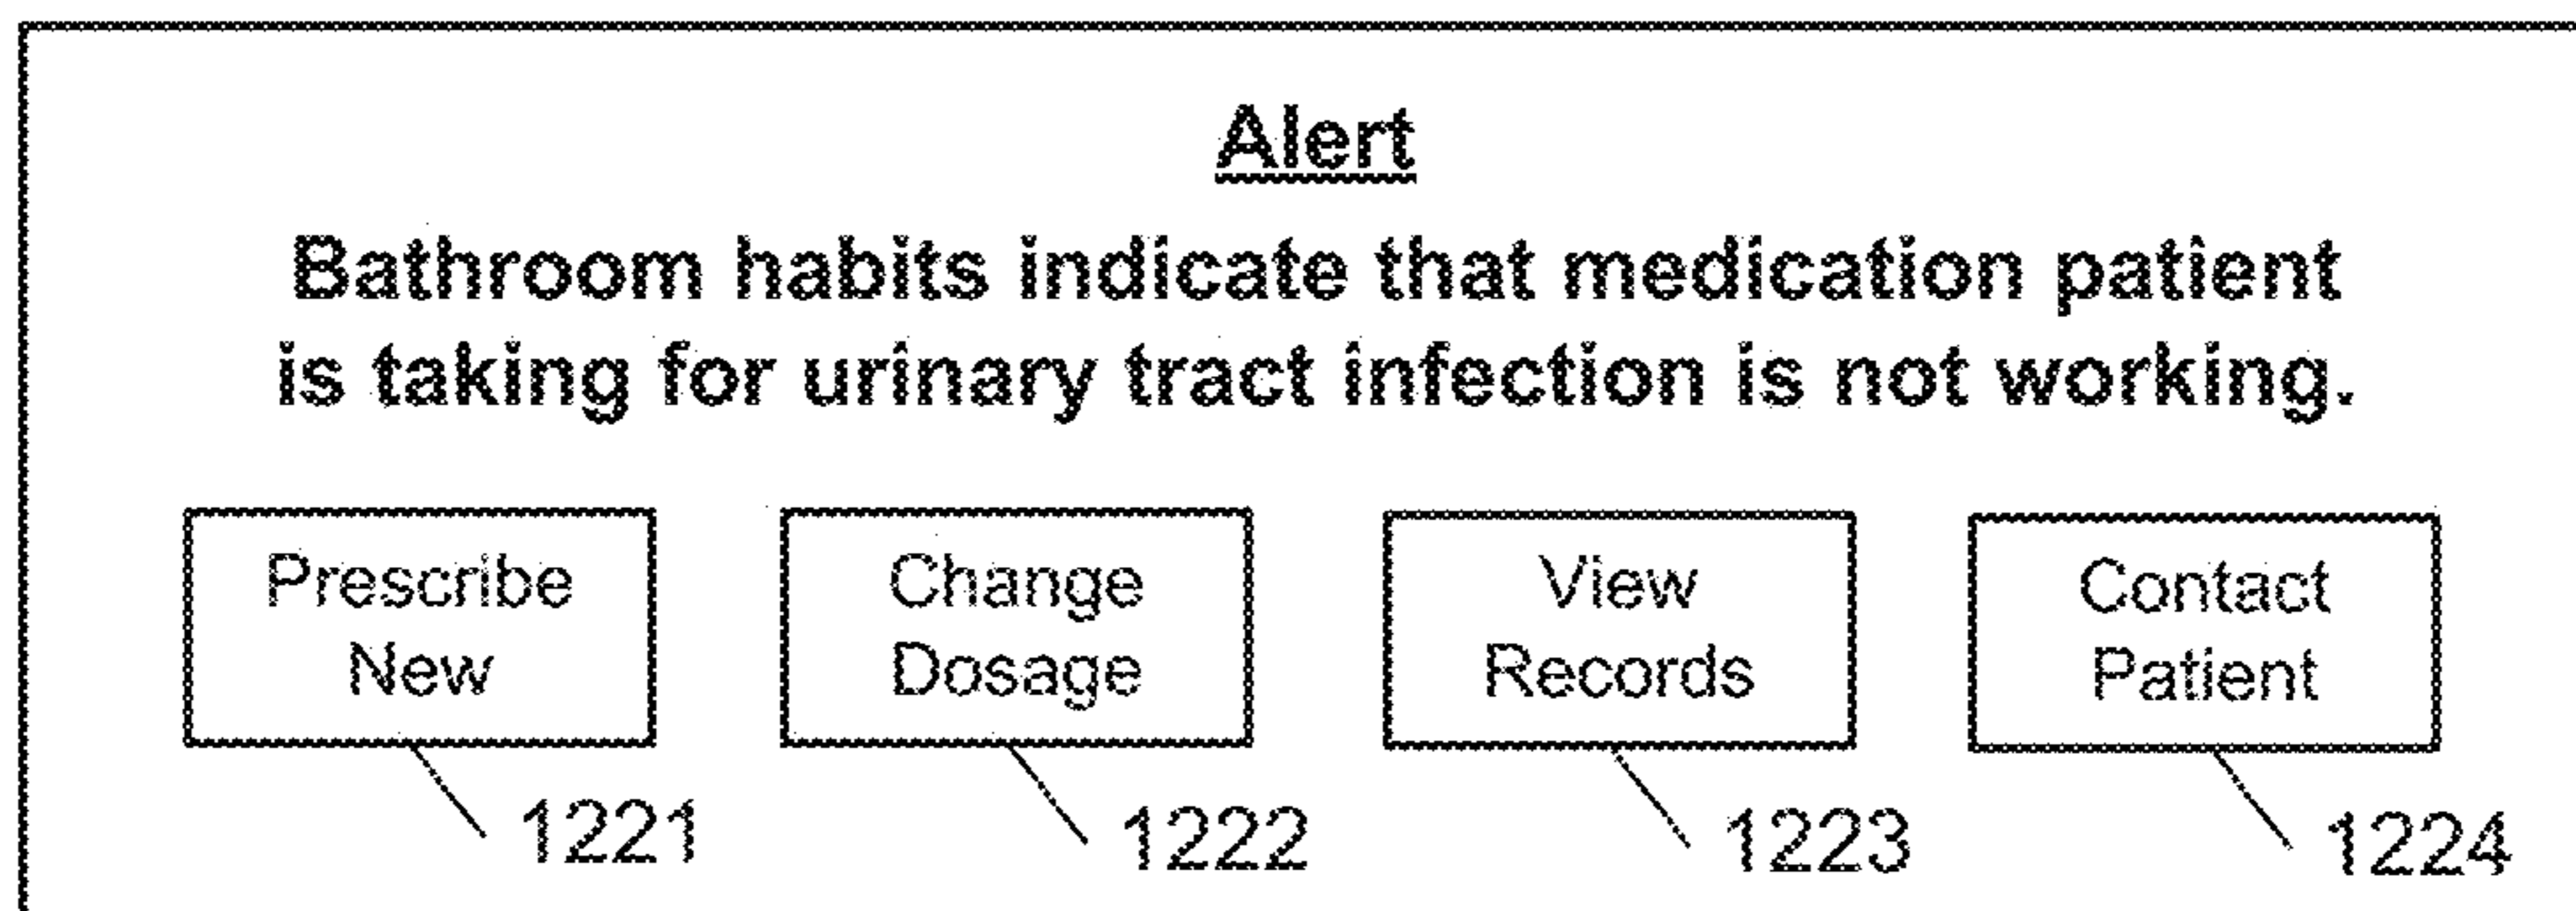 Alert
Bathroom habits indicate that medication patient
is taking for urinary tract infection is not working.
Prescribe
New
Change
Dosage
View
Records
Contact
Patient
1221
1222
1223
1224